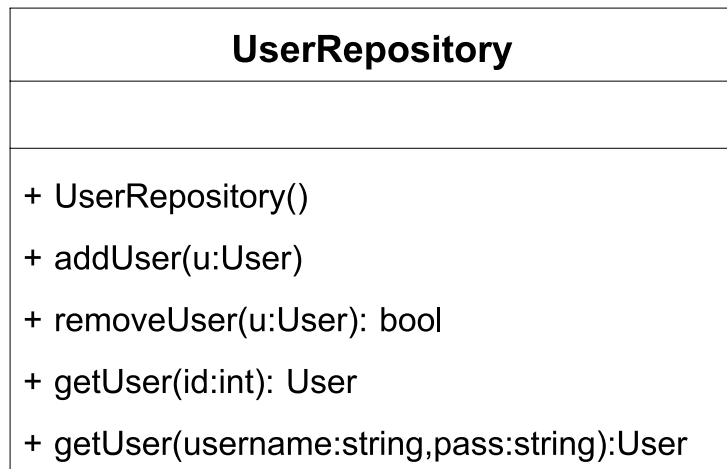 UserRepository
+ UserRepository()
+ addUser(u:User)
+ removeUser(u:User): bool
+ getUser(id:int): User
+ getUser(username:string,pass:string):User